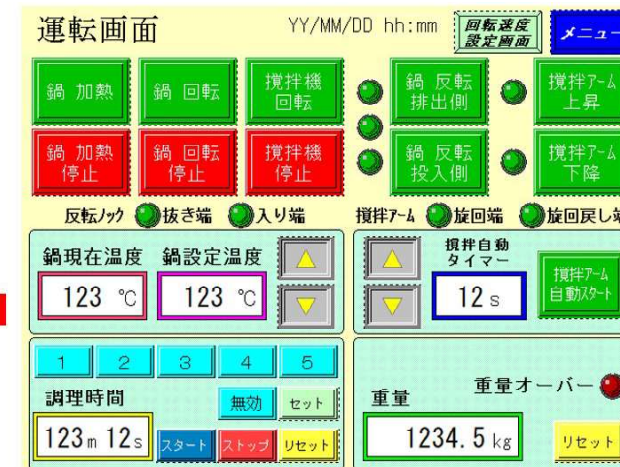 運転画面
YY/MM/DD hh:mm
回転速度
設定画面
メニュー
鍋 加熱
鍋 回転
撹拌機
回転
鍋 反転
排出側
撹拌アーム
上昇
鍋 加熱
停止
鍋 回転
停止
撹拌機
停止
鍋 反転
投入側
撹拌アーム
下降
反転ノック
抜き端
入り端
撹拌アーム
旋回端
旋回戻し端
鍋現在温度
鍋設定温度
123 ℃
123 ℃
撹拌自動
タイマー
12 s
撹拌アーム
自動スタート
1 2 3 4 5
調理時間
無効
セット
123m 12s
スタート
ストップ
リセット
重量
重量オーバー
1234.5 kg
リセット